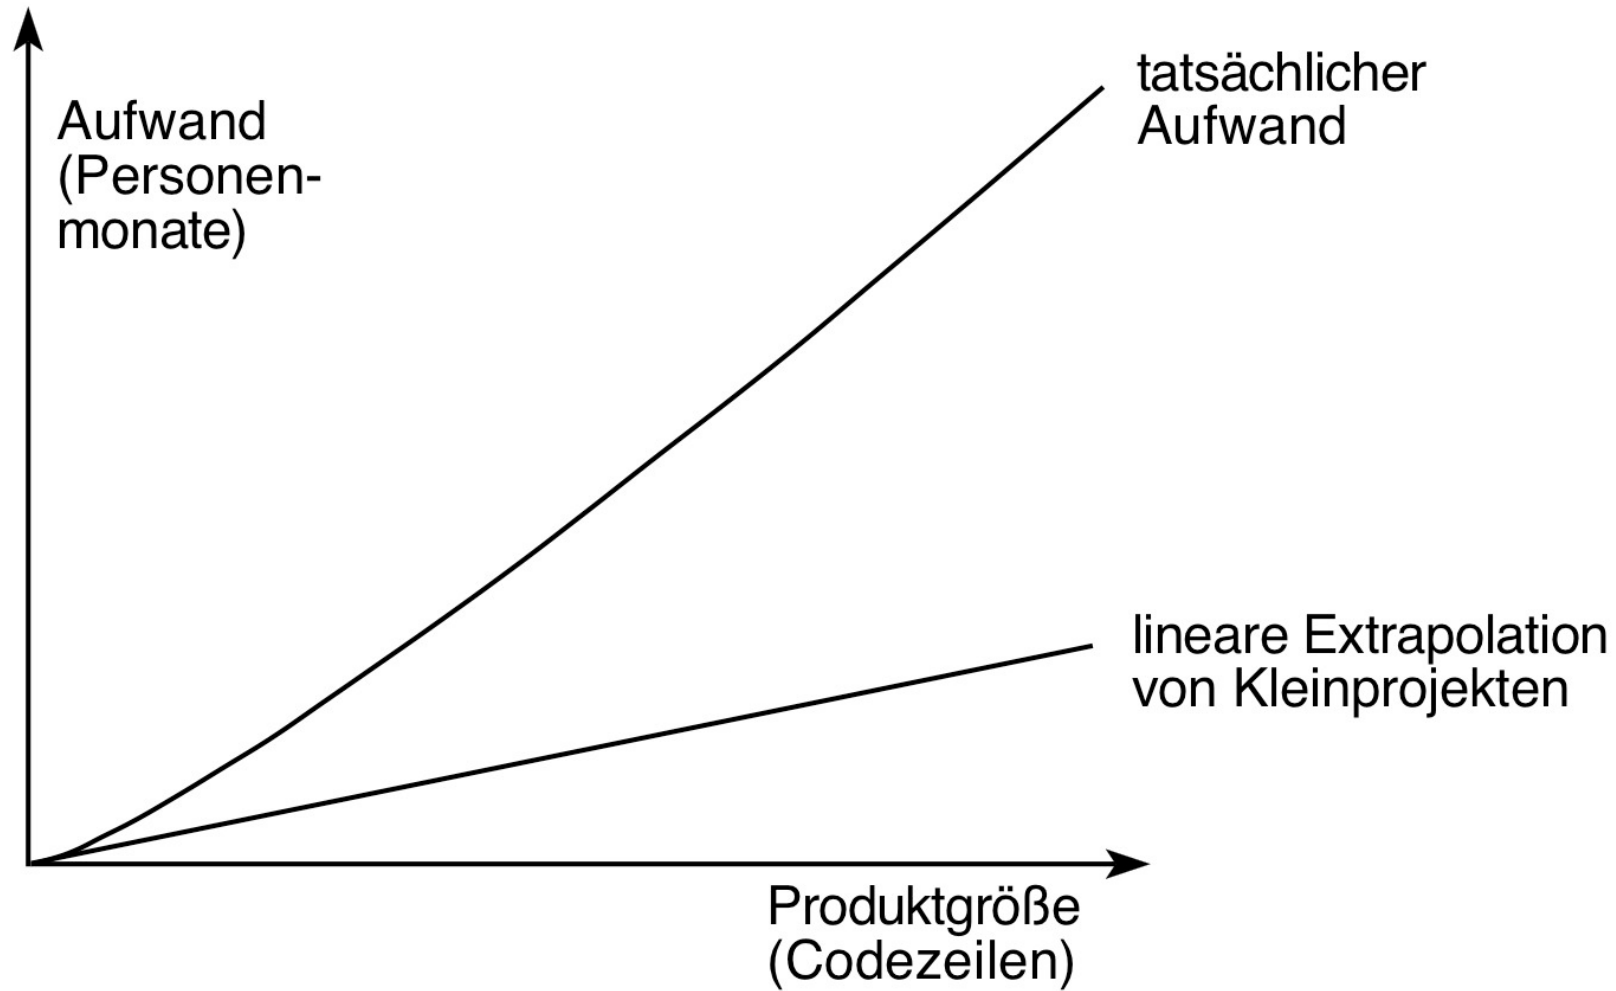 tatsächlicher
Aufwand
Aufwand
(Personen-
monate)
lineare Extrapolation
von Kleinprojekten
Produktgröße
(Codezeilen)